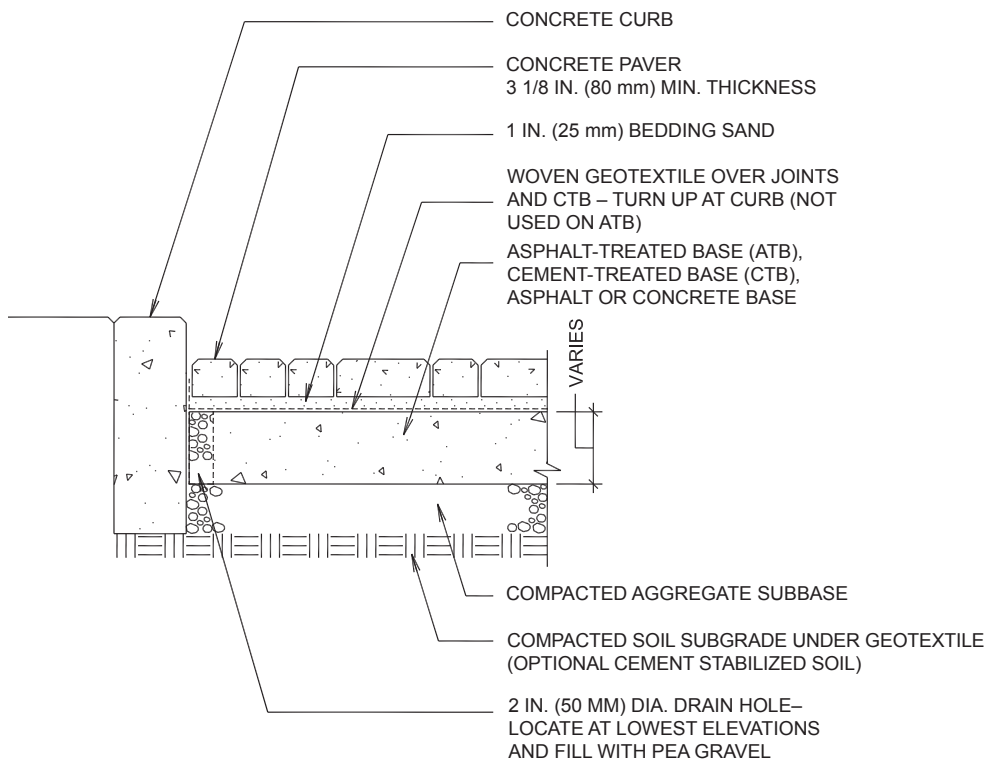 CONCRETE CURB
CONCRETE PAVER
3 1/8 IN. (80 mm) MIN. THICKNESS
1 IN. (25 mm) BEDDING SAND
WOVEN GEOTEXTILE OVER JOINTS
AND CTB – TURN UP AT CURB (NOT
USED ON ATB)
ASPHALT-TREATED BASE (ATB),
CEMENT-TREATED BASE (CTB),
ASPHALT OR CONCRETE BASE
VARIES
COMPACTED AGGREGATE SUBBASE
COMPACTED SOIL SUBGRADE UNDER GEOTEXTILE
(OPTIONAL CEMENT STABILIZED SOIL)
2 IN. (50 MM) DIA. DRAIN HOLE–
LOCATE AT LOWEST ELEVATIONS
AND FILL WITH PEA GRAVEL